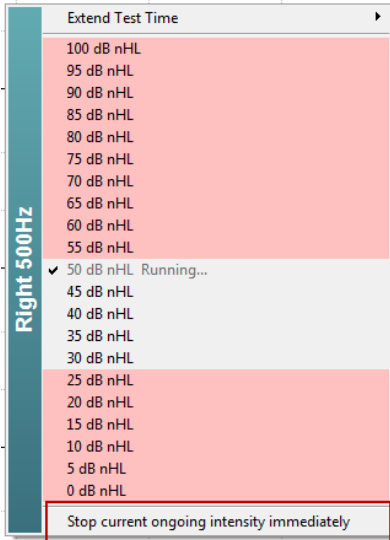 Extend Test Time
100 dB nHL
95 dB nHL
90 dB nHL
85 dB nHL
80 dB nHL
75 dB nHL
70 dB nHL
65 dB nHL
60 dB nHL
55 dB nHL
50 dB nHL Running...
45 dB nHL
40 dB nHL
35 dB nHL
30 dB nHL
25 dB nHL
20 dB nHL
15 dB nHL
10 dB nHL
5 dB nHL
0 dB nHL
Stop current ongoing intensity immediately
Right 500Hz